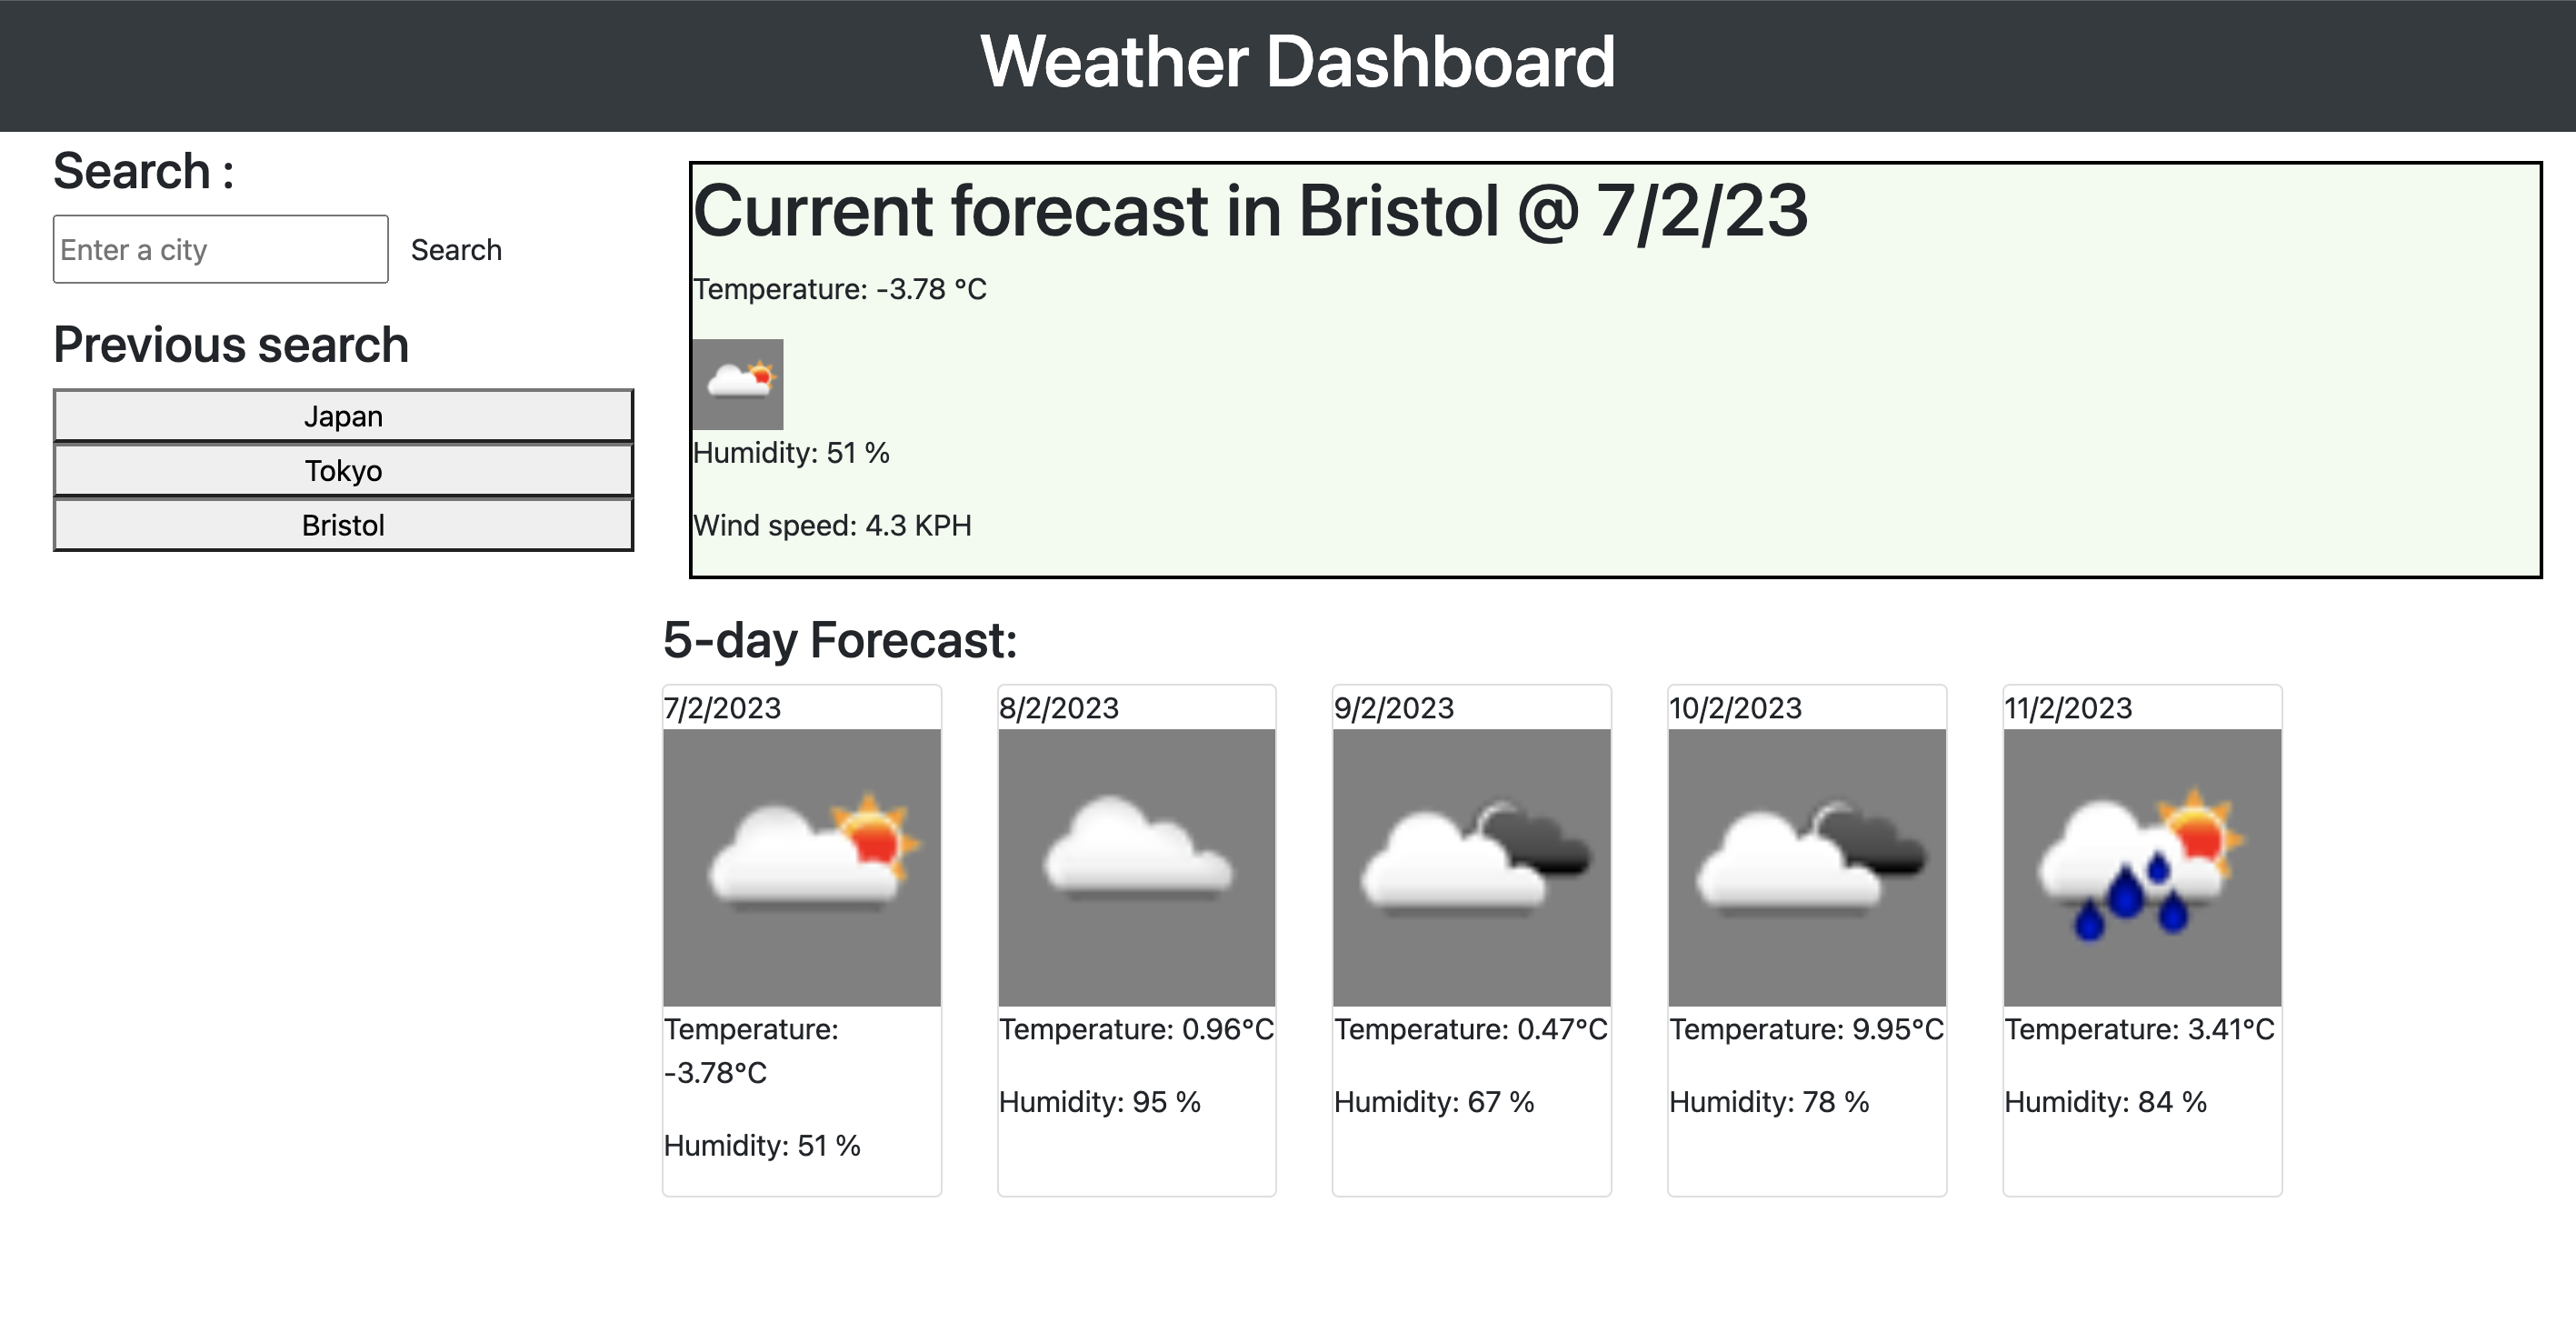 Weather Dashboard
Search :
Enter a city
Search
Previous search
Japan
Tokyo
Bristol
Current forecast in Bristol @ 7/2/23
Temperature: -3.78 °C
Humidity: 51 %
Wind speed: 4.3 KPH
5-day Forecast:
7/2/2023
Temperature:
-3.78°C
Humidity: 51 %
8/2/2023
Temperature: 0.96°C
Humidity: 95 %
9/2/2023
Temperature: 0.47°C
Humidity: 67 %
10/2/2023
Temperature: 9.95°C
Humidity: 78 %
11/2/2023
Temperature: 3.41°C
Humidity: 84 %